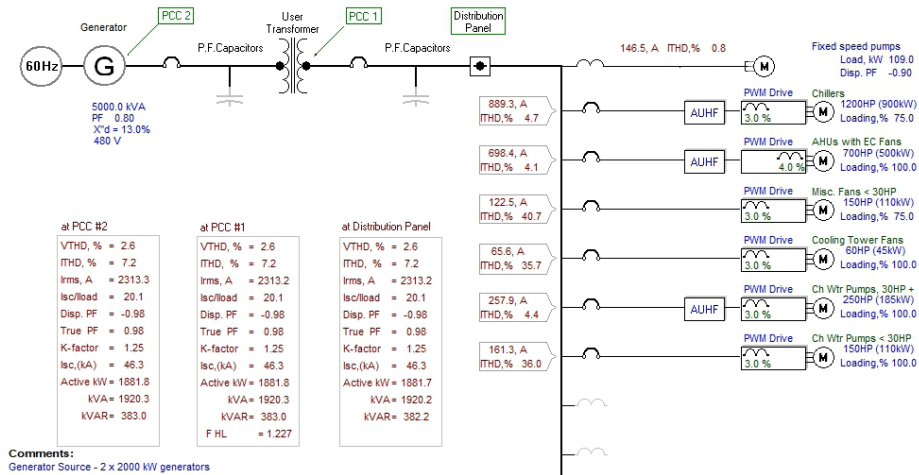 PCC 2
Generator
User
Transformer
PCC 1
Distribution
Panel
P.F.Capacitors
P.F.Capacitors
60Hz
G
5000.0 kVA
PF 0.80
X"d = 13.0%
480 V
146.5, A ITHD,% 0.8
M
Fixed speed pumps
Load, kW 109.0
Disp. PF -0.90
889.3, A
ITHD,% 4.7
AUHF
PWM Drive
3.0 %
M
Chillers
1200HP (900kW)
Loading,% 75.0
698.4, A
ITHD,% 4.1
AUHF
PWM Drive
4.0 %
M
AHUs with EC Fans
700HP (500kW)
Loading,% 100.0
122.5, A
ITHD,% 40.7
PWM Drive
3.0 %
M
Misc. Fans < 30HP
150HP (110kW)
Loading,% 75.0
65.6, A
ITHD,% 35.7
PWM Drive
3.0 %
M
Cooling Tower Fans
60HP (45kW)
Loading,% 100.0
257.9, A
ITHD,% 4.4
AUHF
PWM Drive
3.0 %
M
Ch Wtr Pumps, 30HP +
250HP (185kW)
Loading,% 100.0
161.3, A
ITHD,% 36.0
PWM Drive
3.0 %
M
Ch Wtr Pumps < 30HP
150HP (110kW)
Loading,% 100.0
at PCC #2
VTHD, % = 2.6
ITHD, % = 7.2
Irms, A = 2313.3
Isc/Iload = 20.1
Disp. PF = -0.98
True PF = 0.98
K-factor = 1.25
Isc,(kA) = 46.3
Active kW = 1881.8
kVA = 1920.3
kVAR = 383.0
at PCC #1
VTHD, % = 2.6
ITHD, % = 7.2
Irms, A = 2313.2
Isc/Iload = 20.1
Disp. PF = -0.98
True PF = 0.98
K-factor = 1.25
Isc,(kA) = 46.3
Active kW = 1881.8
kVA = 1920.3
kVAR = 383.0
F HL = 1.227
at Distribution Panel
VTHD, % = 2.6
ITHD, % = 7.2
Irms, A = 2313.2
Isc/Iload = 20.1
Disp. PF = -0.98
True PF = 0.98
K-factor = 1.25
Isc,(kA) = 46.3
Active kW = 1881.7
kVA = 1920.2
kVAR = 382.2
Comments:
Generator Source - 2 x 2000 kW generators